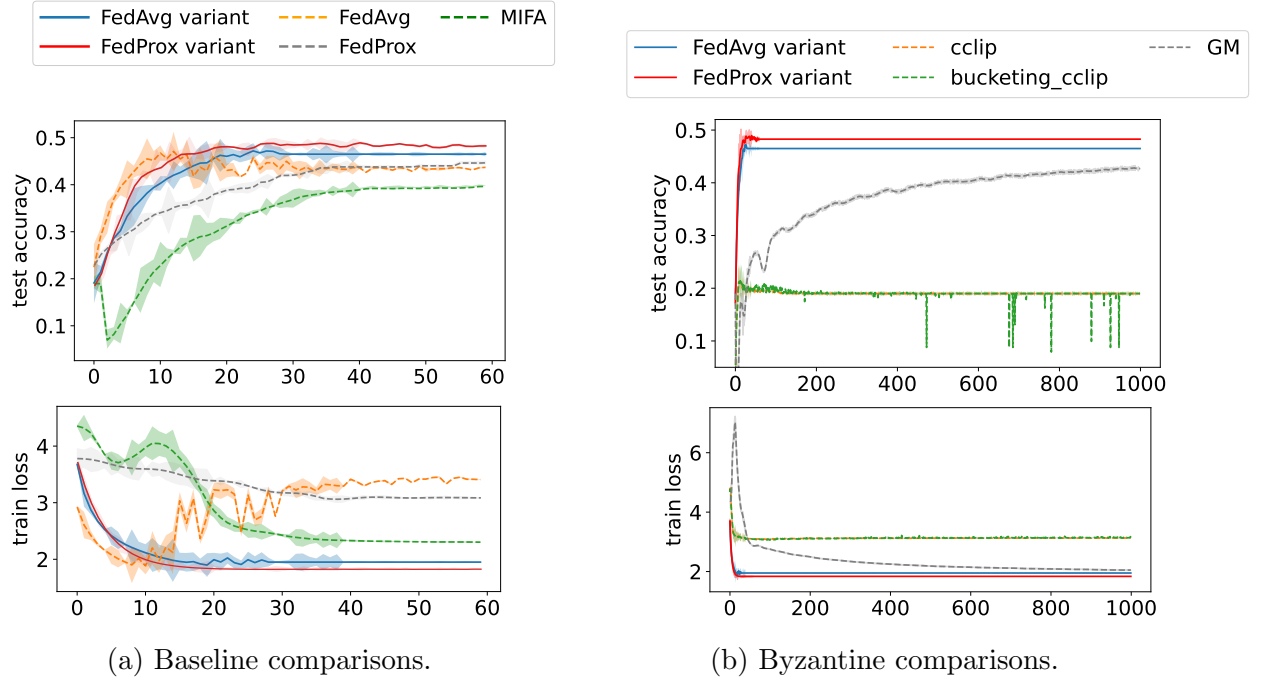 FedAvg variant
FedAvg
MIFA
FedProx variant
FedProx
test accuracy
0.5
0.4
0.3
0.2
0.1
0 10 20 30 40 50 60
train loss
4
3
2
0 10 20 30 40 50 60
(a) Baseline comparisons.
FedAvg variant
cclip
GM
FedProx variant
bucketing_cclip
test accuracy
0.5
0.4
0.3
0.2
0.1
0 200 400 600 800 1000
train loss
6
4
2
0 200 400 600 800 1000
(b) Byzantine comparisons.